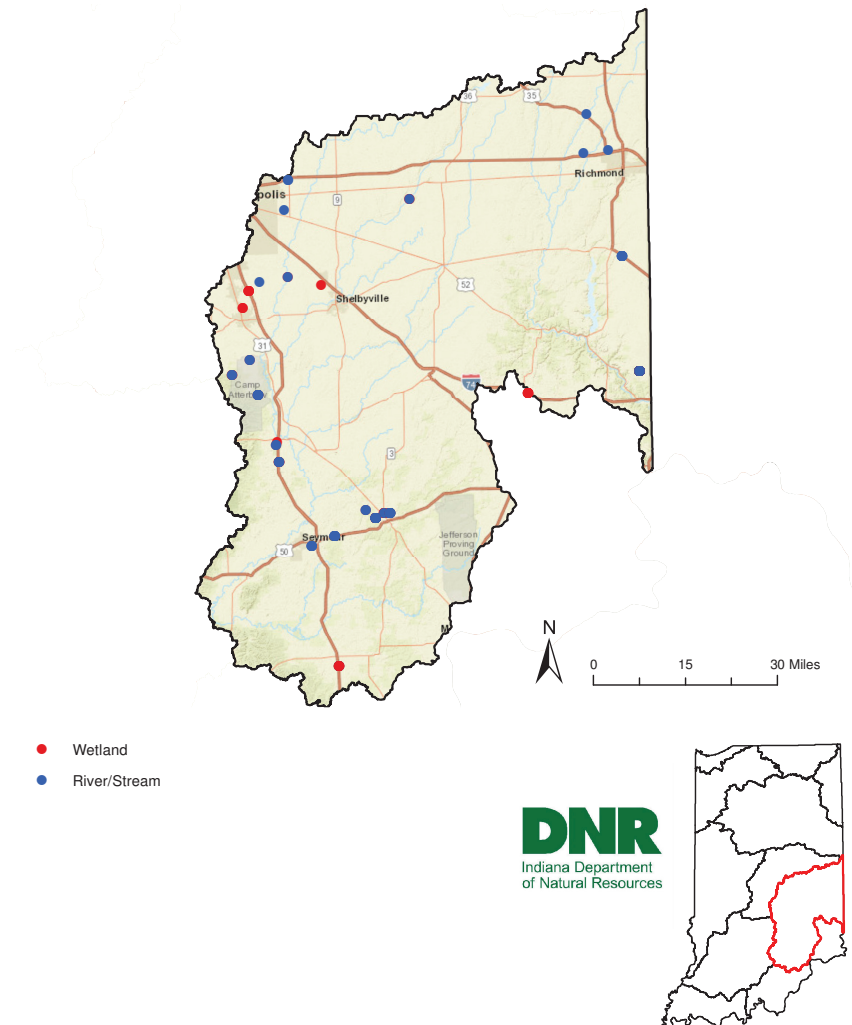 36
35
Richmond
polis
9
52
Shelbyville
31
74
Camp
Atterb
3
Seymour
50
Jefferson
Proving
Ground
M
N
0 15 30 Miles
Wetland
River/Stream
DNR
Indiana Department
of Natural Resources